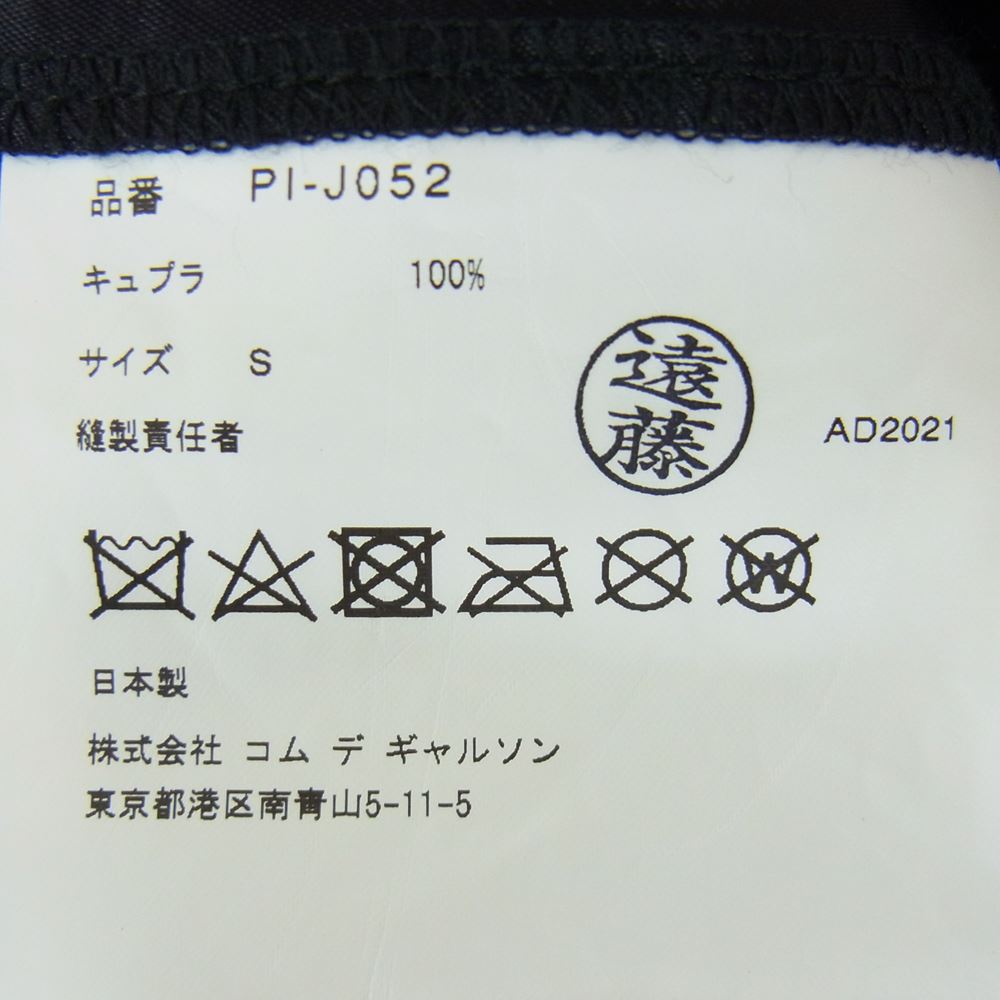 品番 PI-J052
キュプラ 100%
サイズ S
遠藤
縫製責任者 AD2021
W
日本製
株式会社 コム デ ギャルソン
東京都港区南青山5-11-5